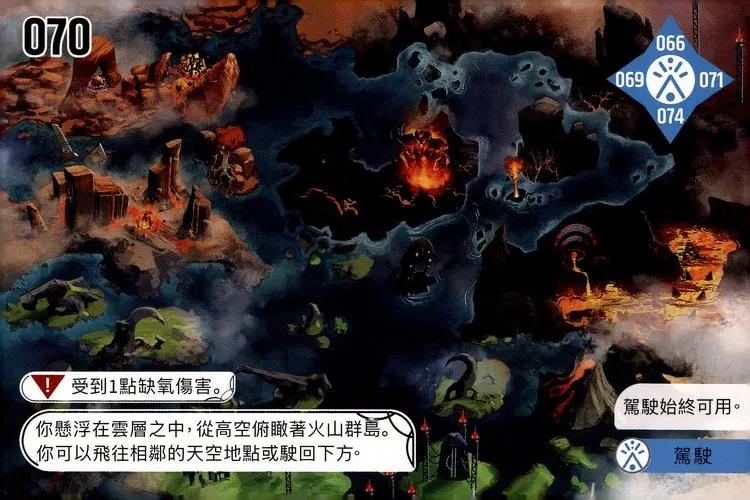 070
066
069 071
074
受到1點缺氧傷害。
你懸浮在雲層之中，從高空俯瞰著火山群島。
你可以飛往相鄰的天空地點或駛回下方。
駕駛始終可用。
駕駛